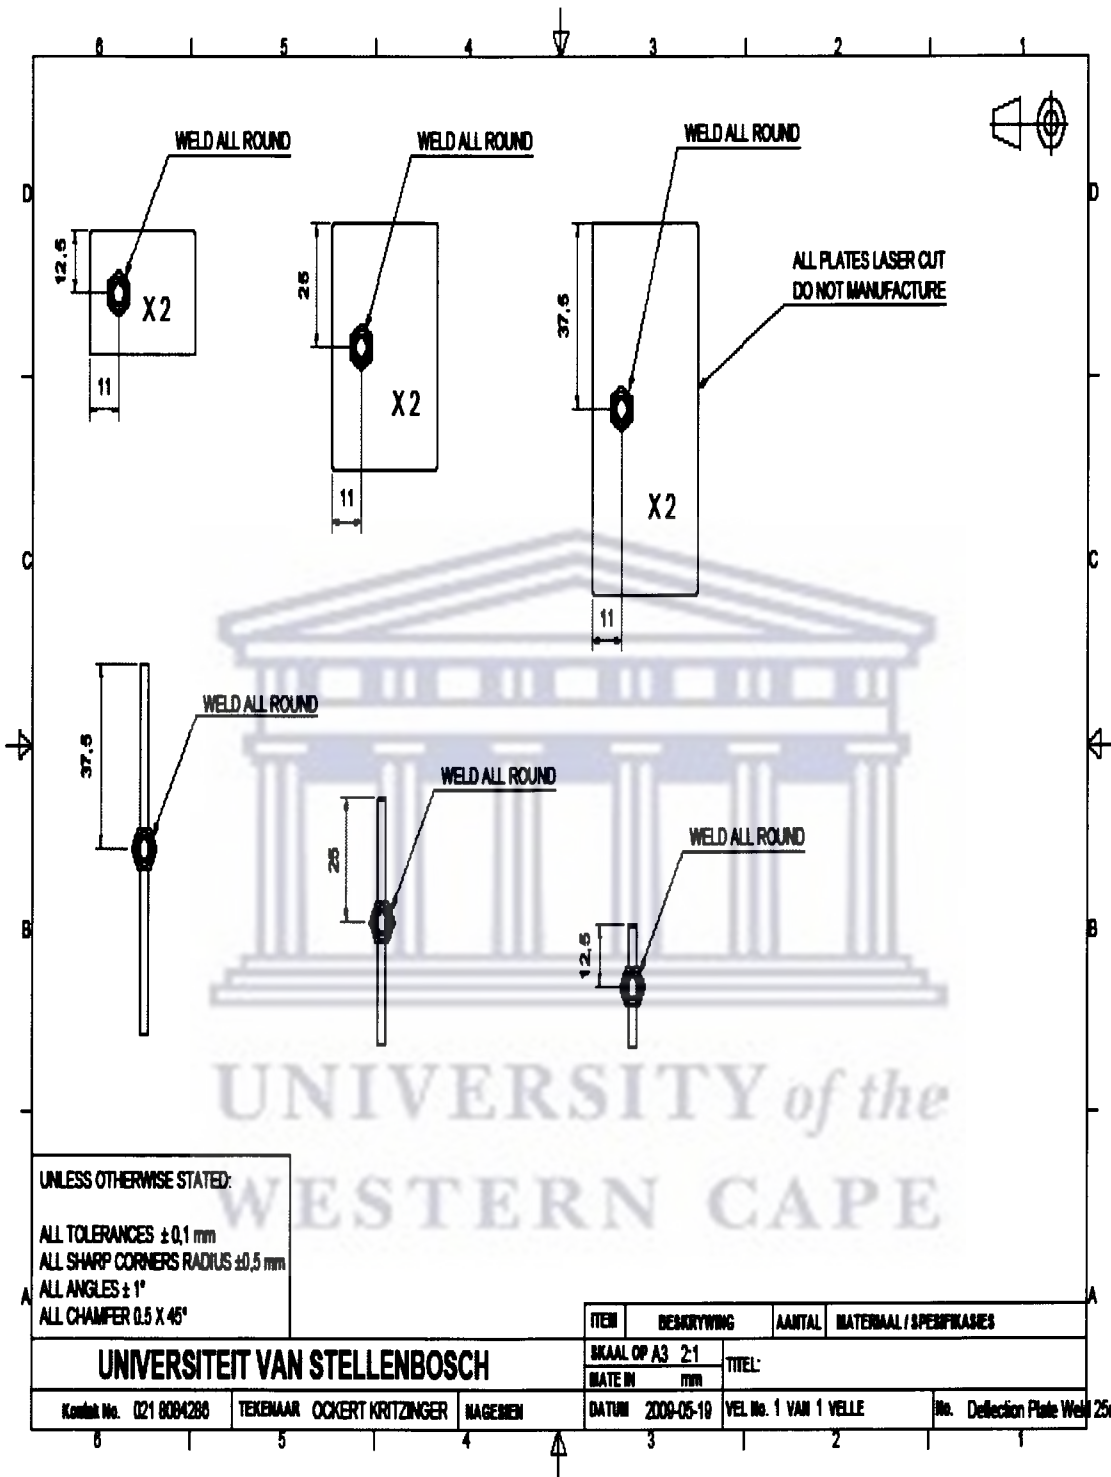 6 5 4 3 2 1
WELD ALL ROUND
WELD ALL ROUND
WELD ALL ROUND
D
D
12.5
X 2
11
25
X 2
11
37.5
X 2
11
ALL PLATES LASER CUT
DO NOT MANUFACTURE
C
C
37.5
WELD ALL ROUND
25
WELD ALL ROUND
12.5
WELD ALL ROUND
B
B
UNIVERSITY of the
WESTERN CAPE
UNLESS OTHERWISE STATED:
ALL TOLERANCES ± 0,1 mm
ALL SHARP CORNERS RADIUS ±0,5 mm
ALL ANGLES ± 1°
ALL CHAMFER 0.5 X 45°
A
A
ITEM BESKRYWING AANTAL MATERIAAL / SPESIFIKASIES
UNIVERSITEIT VAN STELLENBOSCH
SKAAL OP A3 2:1
MATE IN mm
TITEL:
Kontak No. 021 8084286 TEKENAAR OCKERT KRITZINGER NAGESIEN DATUM 2009-05-19 VEL No. 1 VAN 1 VELLE No. Deflection Plate Weld
6 5 4 3 2 1